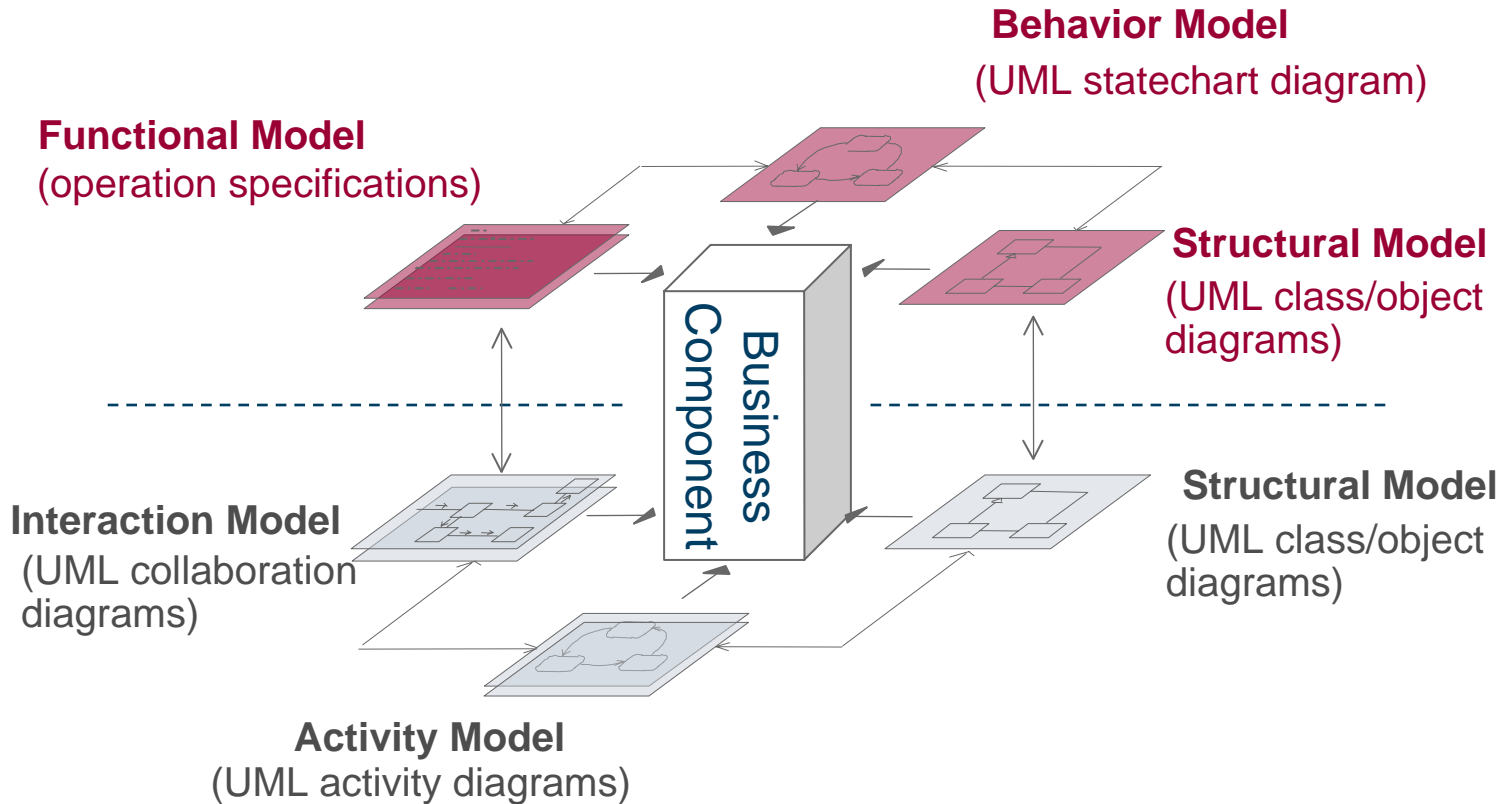 Behavior Model
(UML statechart diagram)
Functional Model
(operation specifications)
Structural Model
(UML class/object
diagrams)
Business
Component
Interaction Model
(UML collaboration
diagrams)
Structural Model
(UML class/object
diagrams)
Activity Model
(UML activity diagrams)